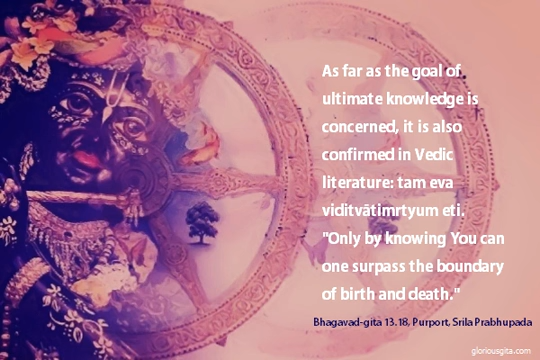 As far as the goal of
ultimate knowledge is
concerned, it is also
confirmed in Vedic
literature: tam eva
viditvātimrtyum eti.
"Only by knowing You can
one surpass the boundary
of birth and death."
Bhagavad-gītā 13.18, Purport, Srila Prabhupada
gloriousgita.com